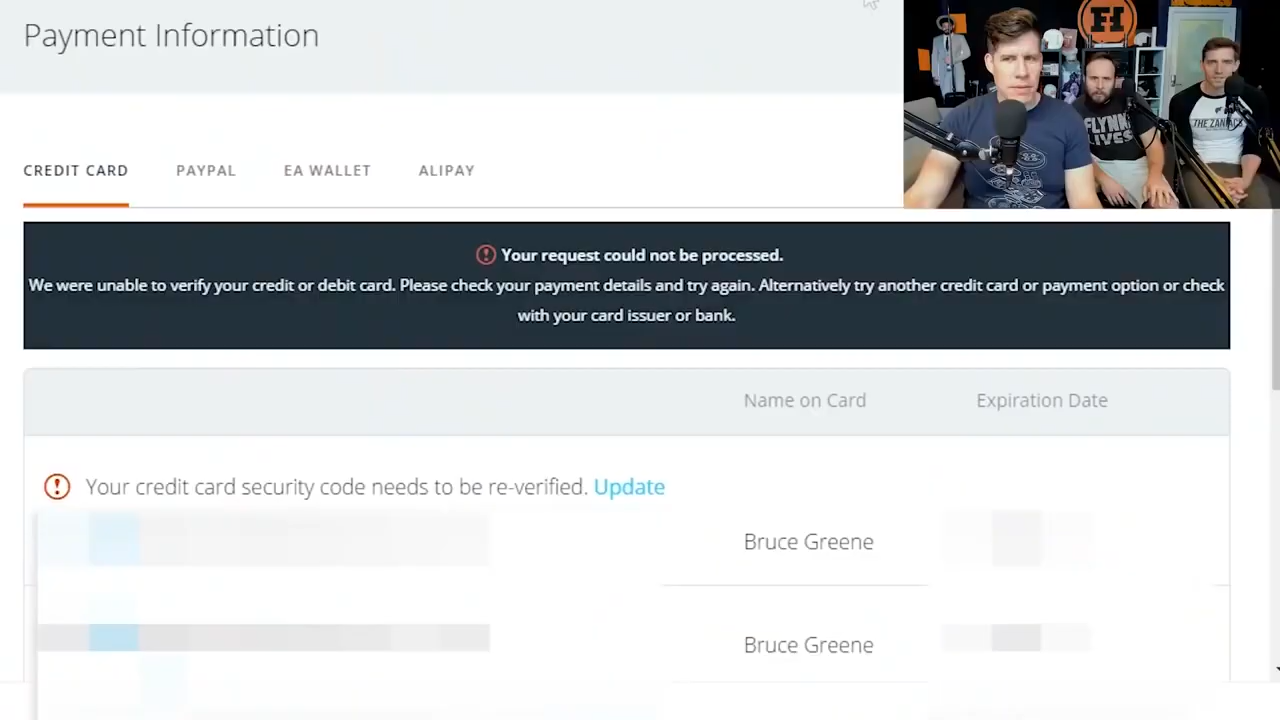 Payment Information
CREDIT CARD
PAYPAL
EA WALLET
ALIPAY
Your request could not be processed.
We were unable to verify your credit or debit card. Please check your payment details and try again. Alternatively try another credit card or payment option or check
with your card issuer or bank.
Name on Card
Expiration Date
Your credit card security code needs to be re-verified. Update
Bruce Greene
Bruce Greene
FLYNN
LIVES
THE ZANIACS